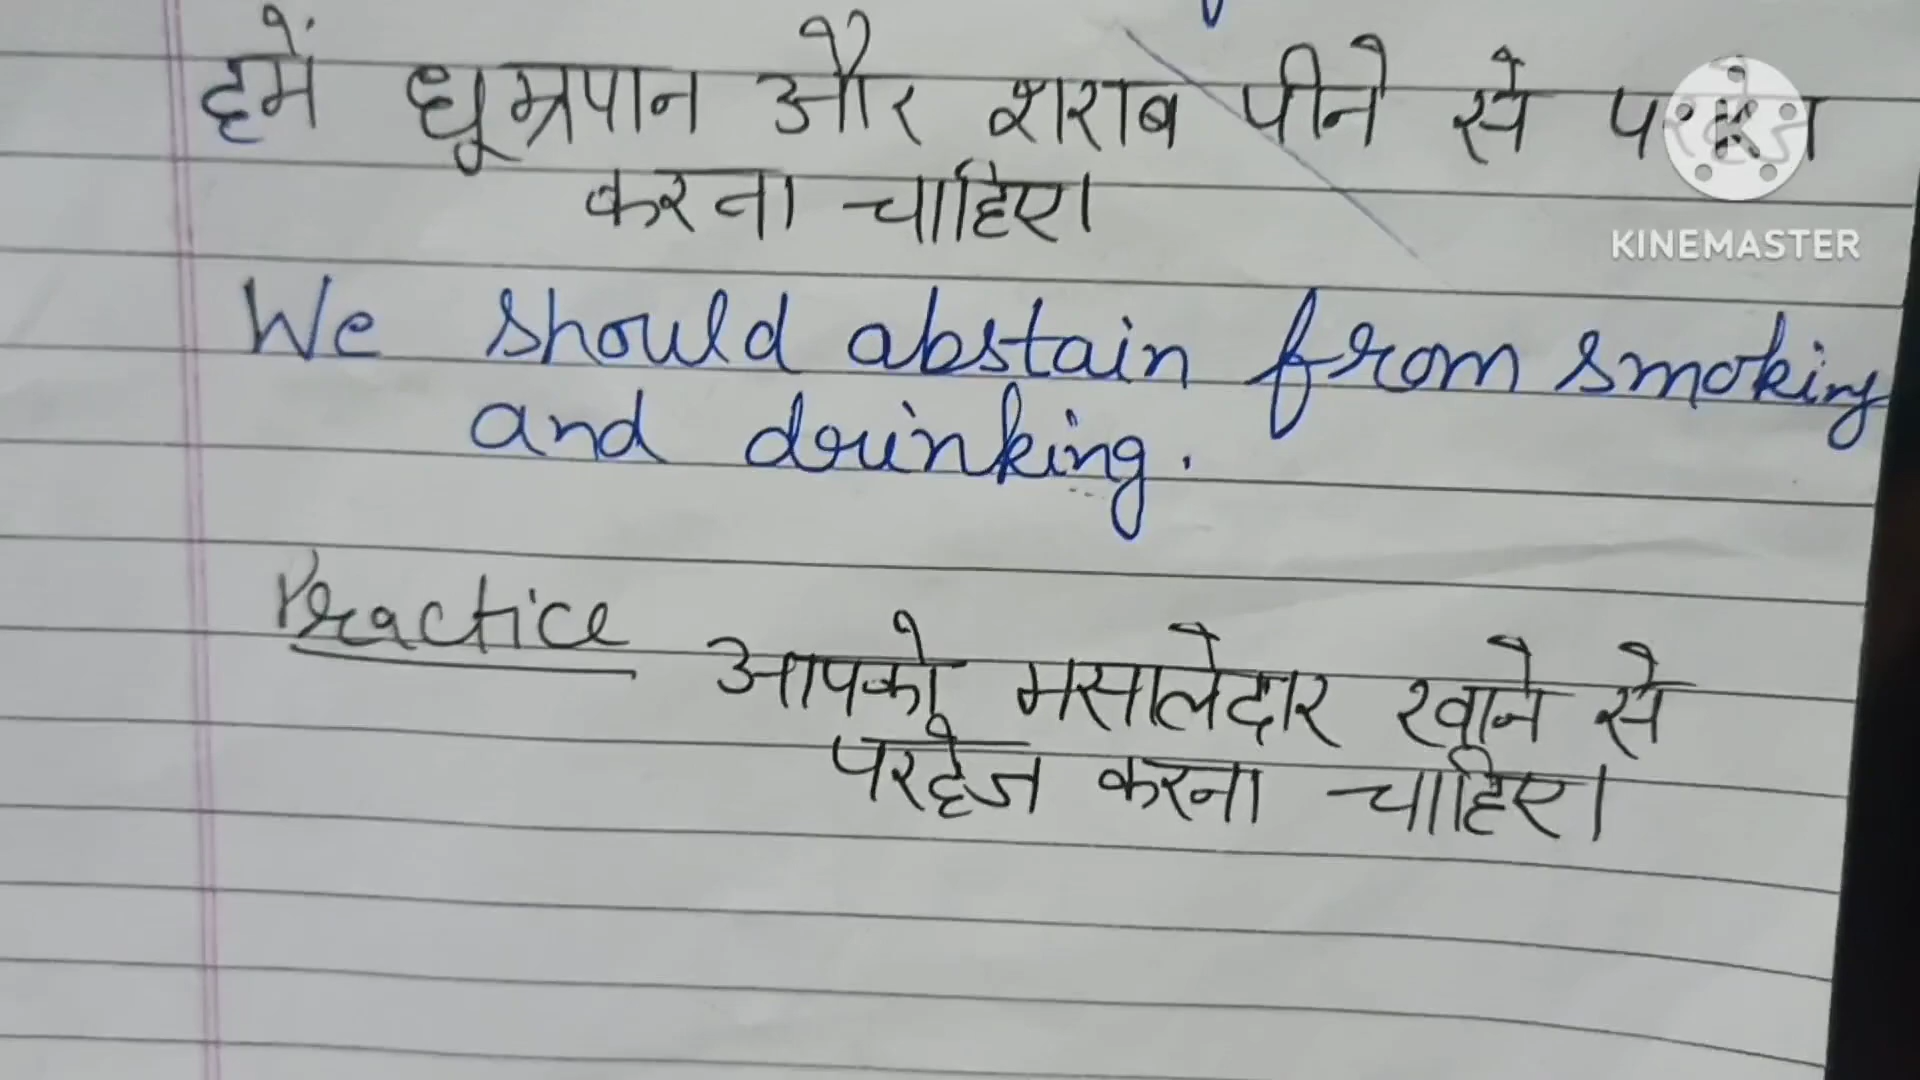 हमें धूम्रपान और शराब पीने से
करना चाहिए।
KINEMASTER
We should abstain from smoking
and drinking.
Practice आपको मसालेदार खाने से
परहेज करना चाहिए।